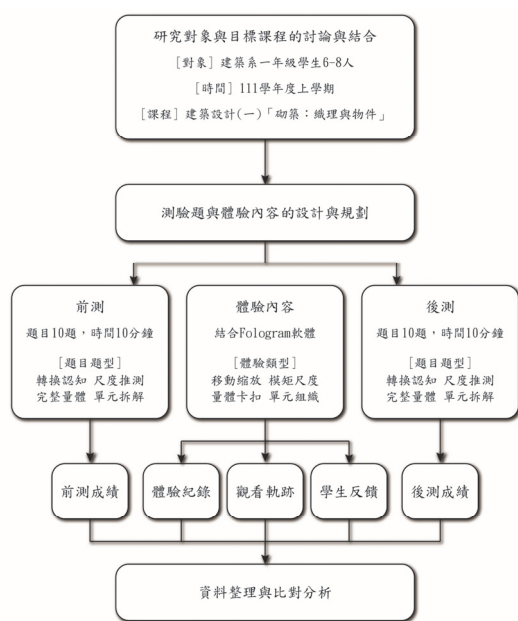 研究對象與目標課程的討論與結合
[對象] 建築系一年級學生6-8人
[時間] 111學年度上學期
[課程] 建築設計(一)「砌築：織理與物件」
測驗題與體驗內容的設計與規劃
前測
題目10題，時間10分鐘
[題目題型]
轉換認知 尺度推測
完整量體 單元拆解
體驗內容
結合Fologram軟體
[體驗類型]
移動縮放 模矩尺度
量體卡扣 單元組織
後測
題目10題，時間10分鐘
[題目題型]
轉換認知 尺度推測
完整量體 單元拆解
前測成績
體驗紀錄
觀看軌跡
學生反饋
後測成績
資料整理與比對分析